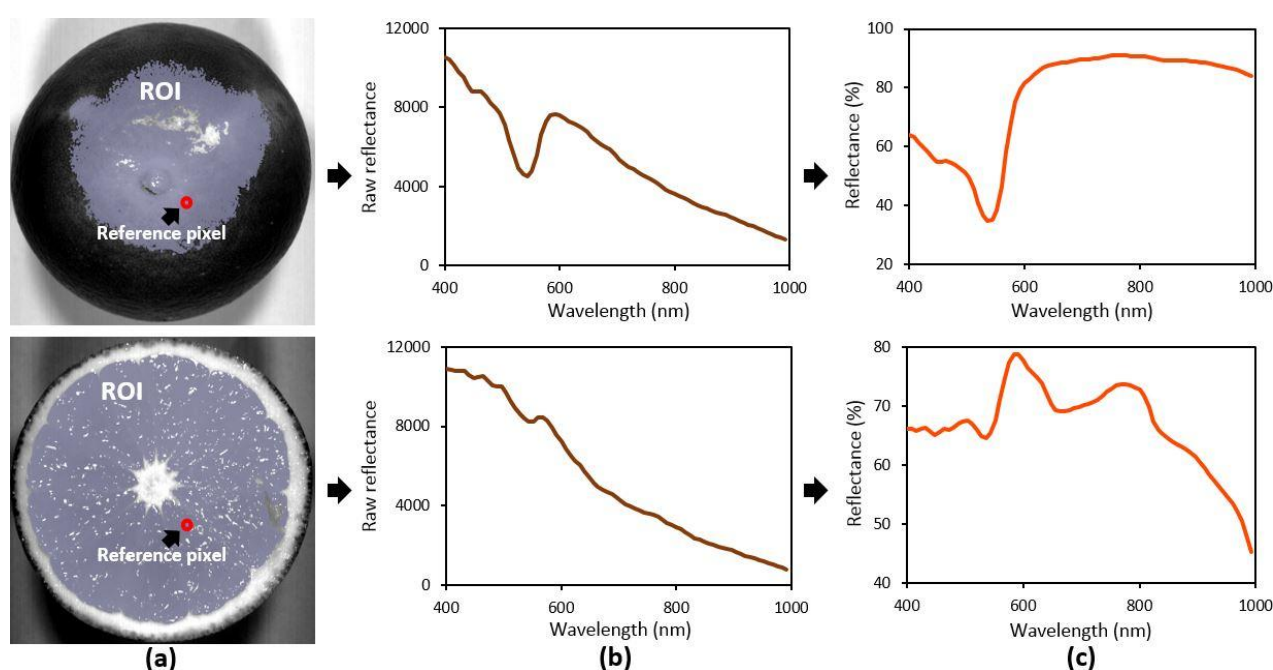 ROI
Reference pixel
12000
8000
4000
0
Raw reflectance
400 600 800 1000
Wavelength (nm)
100
80
60
40
20
Reflectance (%)
400 600 800 1000
Wavelength (nm)
ROI
Reference pixel
12000
8000
4000
0
Raw reflectance
400 600 800 1000
Wavelength (nm)
80
70
60
50
40
Reflectance (%)
400 600 800 1000
Wavelength (nm)
(a) (b) (c)